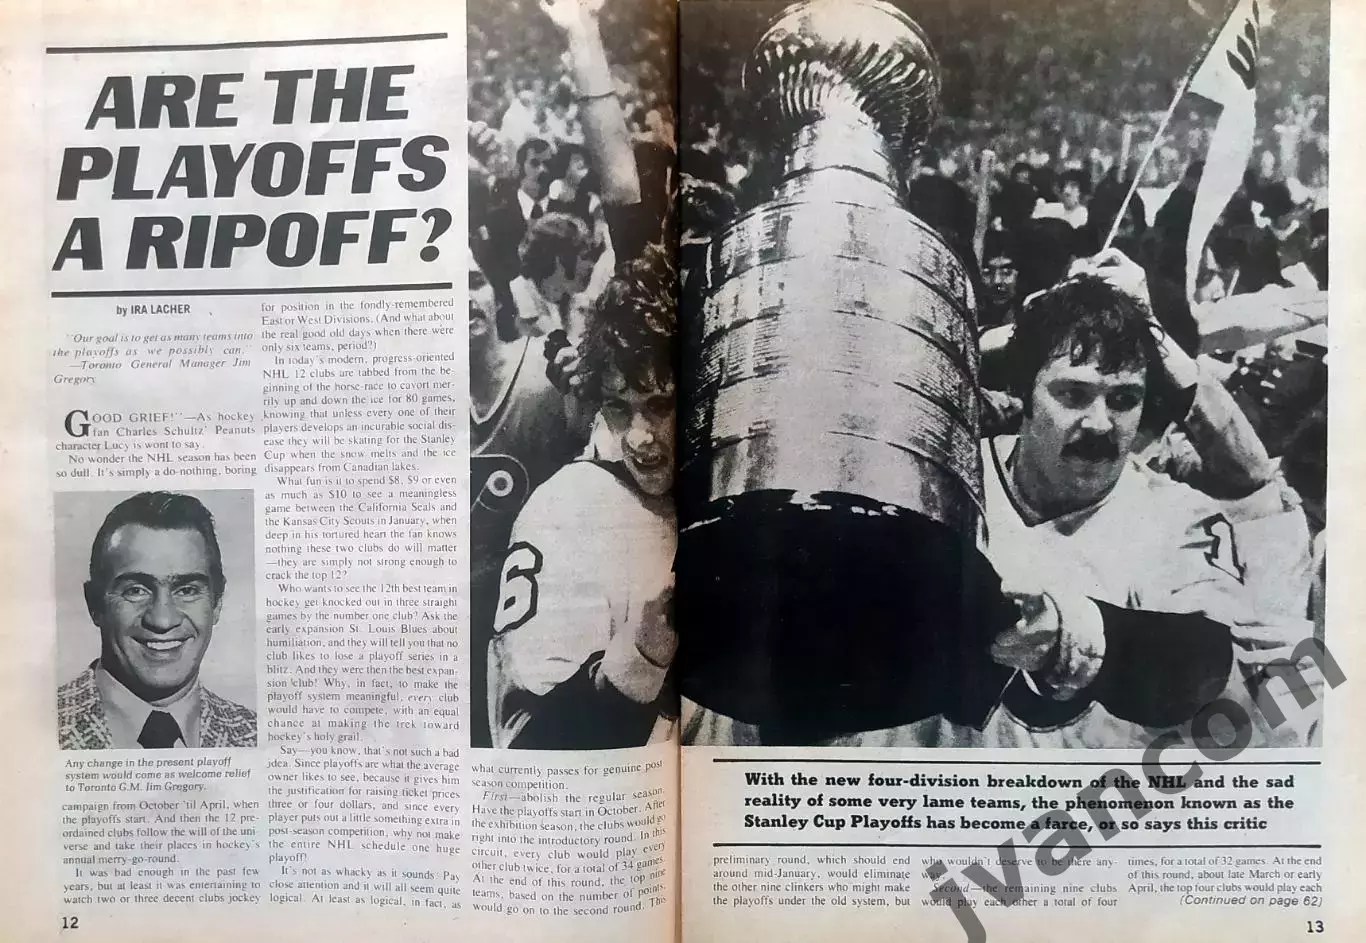 ARE THE
PLAYOFFS
A RIPOFF?
by IRA LACHER
"Our goal is to get as many teams into
the playoffs as we possibly can."
—Toronto General Manager Jim
Gregory
GOOD GRIEF!"—As hockey
fan Charles Schultz' Peanuts
character Lucy is wont to say.
No wonder the NHL season has been
so dull. It's simply a do-nothing, boring
Any change in the present playoff
system would come as welcome relief
to Toronto G.M. Jim Gregory.
campaign from October 'til April, when
the playoffs start. And then the 12 pre-
ordained clubs follow the will of the uni-
verse and take their places in hockey's
annual merry-go-round.
It was bad enough in the past few
years, but at least it was entertaining to
watch two or three decent clubs jockey
for position in the fondly-remembered
East or West Divisions. (And what about
the real good old days when there were
only six teams, period?)
In today's modern, progress-oriented
NHL 12 clubs are tabbed from the be-
ginning of the horse-race to cavort mer-
rily up and down the ice for 80 games,
knowing that unless every one of their
players develops an incurable social dis-
ease they will be skating for the Stanley
Cup when the snow melts and the ice
disappears from Canadian lakes.
What fun is it to spend $8, $9 or even
as much as $10 to see a meaningless
game between the California Seals and
the Kansas City Scouts in January, when
deep in his tortured heart the fan knows
nothing these two clubs do will matter
—they are simply not strong enough to
crack the top 12?
Who wants to see the 12th best team in
hockey get knocked out in three straight
games by the number one club? Ask the
early expansion St. Louis Blues about
humiliation, and they will tell you that no
club likes to lose a playoff series in a
blitz. And they were then the best expan-
sion club! Why, in fact, to make the
playoff system meaningful, every club
would have to compete, with an equal
chance at making the trek toward
hockey's holy grail.
Say—you know, that's not such a bad
idea. Since playoffs are what the average
owner likes to see, because it gives him
the justification for raising ticket prices
three or four dollars, and since every
player puts out a little something extra in
post-season competition, why not make
the entire NHL schedule one huge
playoff!
It's not as whacky as it sounds. Pay
close attention and it will all seem quite
logical. At least as logical, in fact, as
what currently passes for genuine post
season competition.
First—abolish the regular season.
Have the playoffs start in October. After
the exhibition season, the clubs would go
right into the introductory round. In this
circuit, every club would play every
other club twice, for a total of 34 games.
At the end of this round, the top nine
teams, based on the number of points,
would go on to the second round. This
6
1
With the new four-division breakdown of the NHL and the sad
reality of some very lame teams, the phenomenon known as the
Stanley Cup Playoffs has become a farce, or so says this critic
preliminary round, which should end
around mid-January, would eliminate
the other nine clinkers who might make
the playoffs under the old system, but
who wouldn't deserve to be there any-
way.
Second—the remaining nine clubs
would play each other a total of four
times, for a total of 32 games. At the end
of this round, about late March or early
April, the top four clubs would play each
(Continued on page 62)
12
13
jvancom